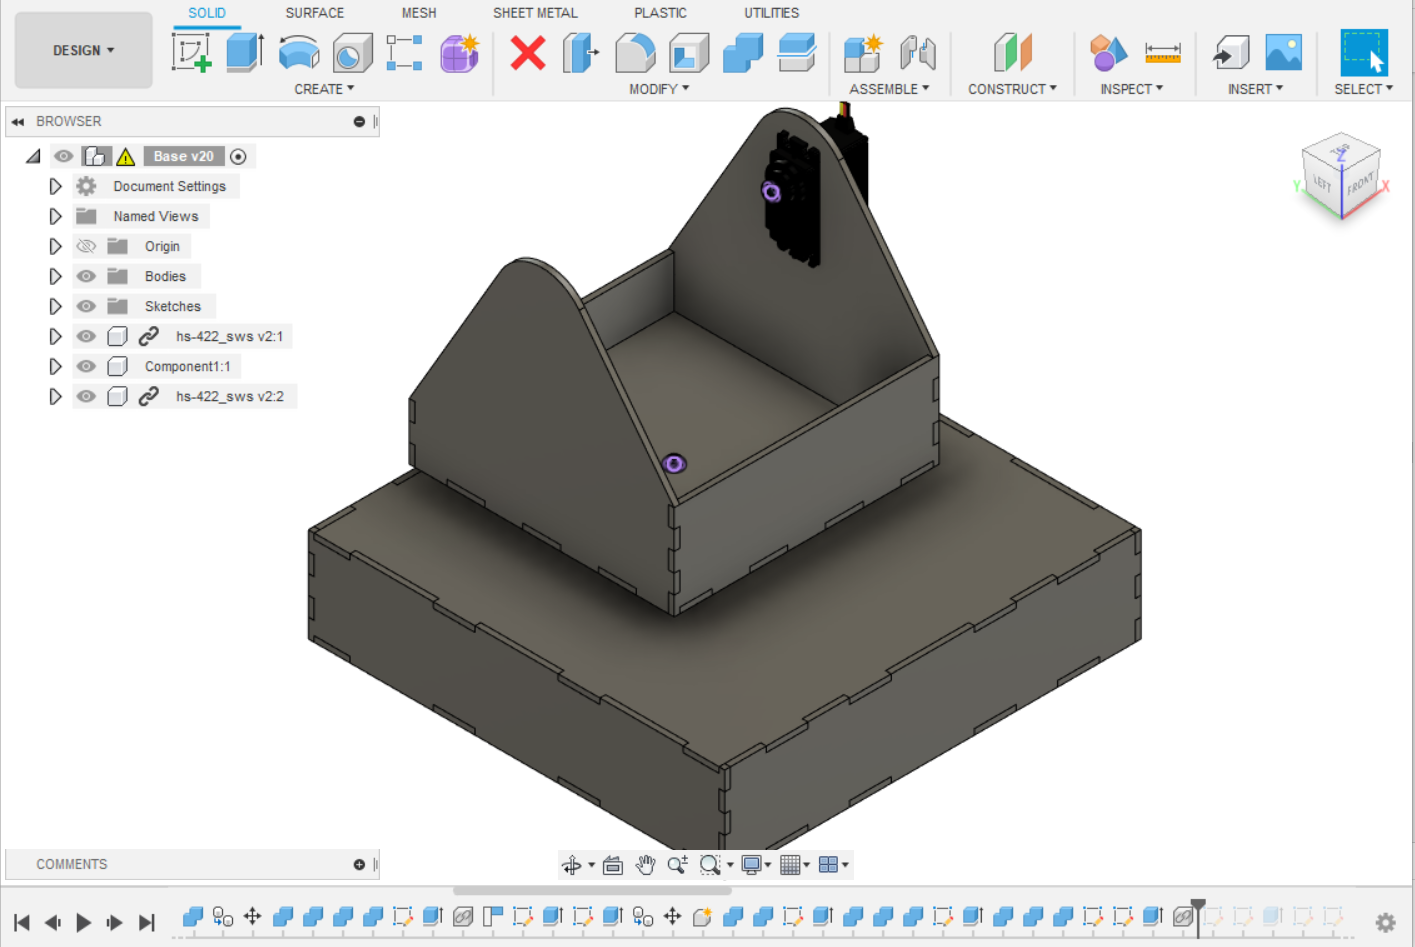 SOLID SURFACE MESH SHEET METAL PLASTIC UTILITIES
DESIGN
CREATE MODIFY ASSEMBLE CONSTRUCT INSPECT INSERT SELECT
BROWSER
Base v20
Document Settings
Named Views
Origin
Bodies
Sketches
hs-422_sws v2:1
Component1:1
hs-422_sws v2:2
Z
LEFT FRONT
Y X
COMMENTS